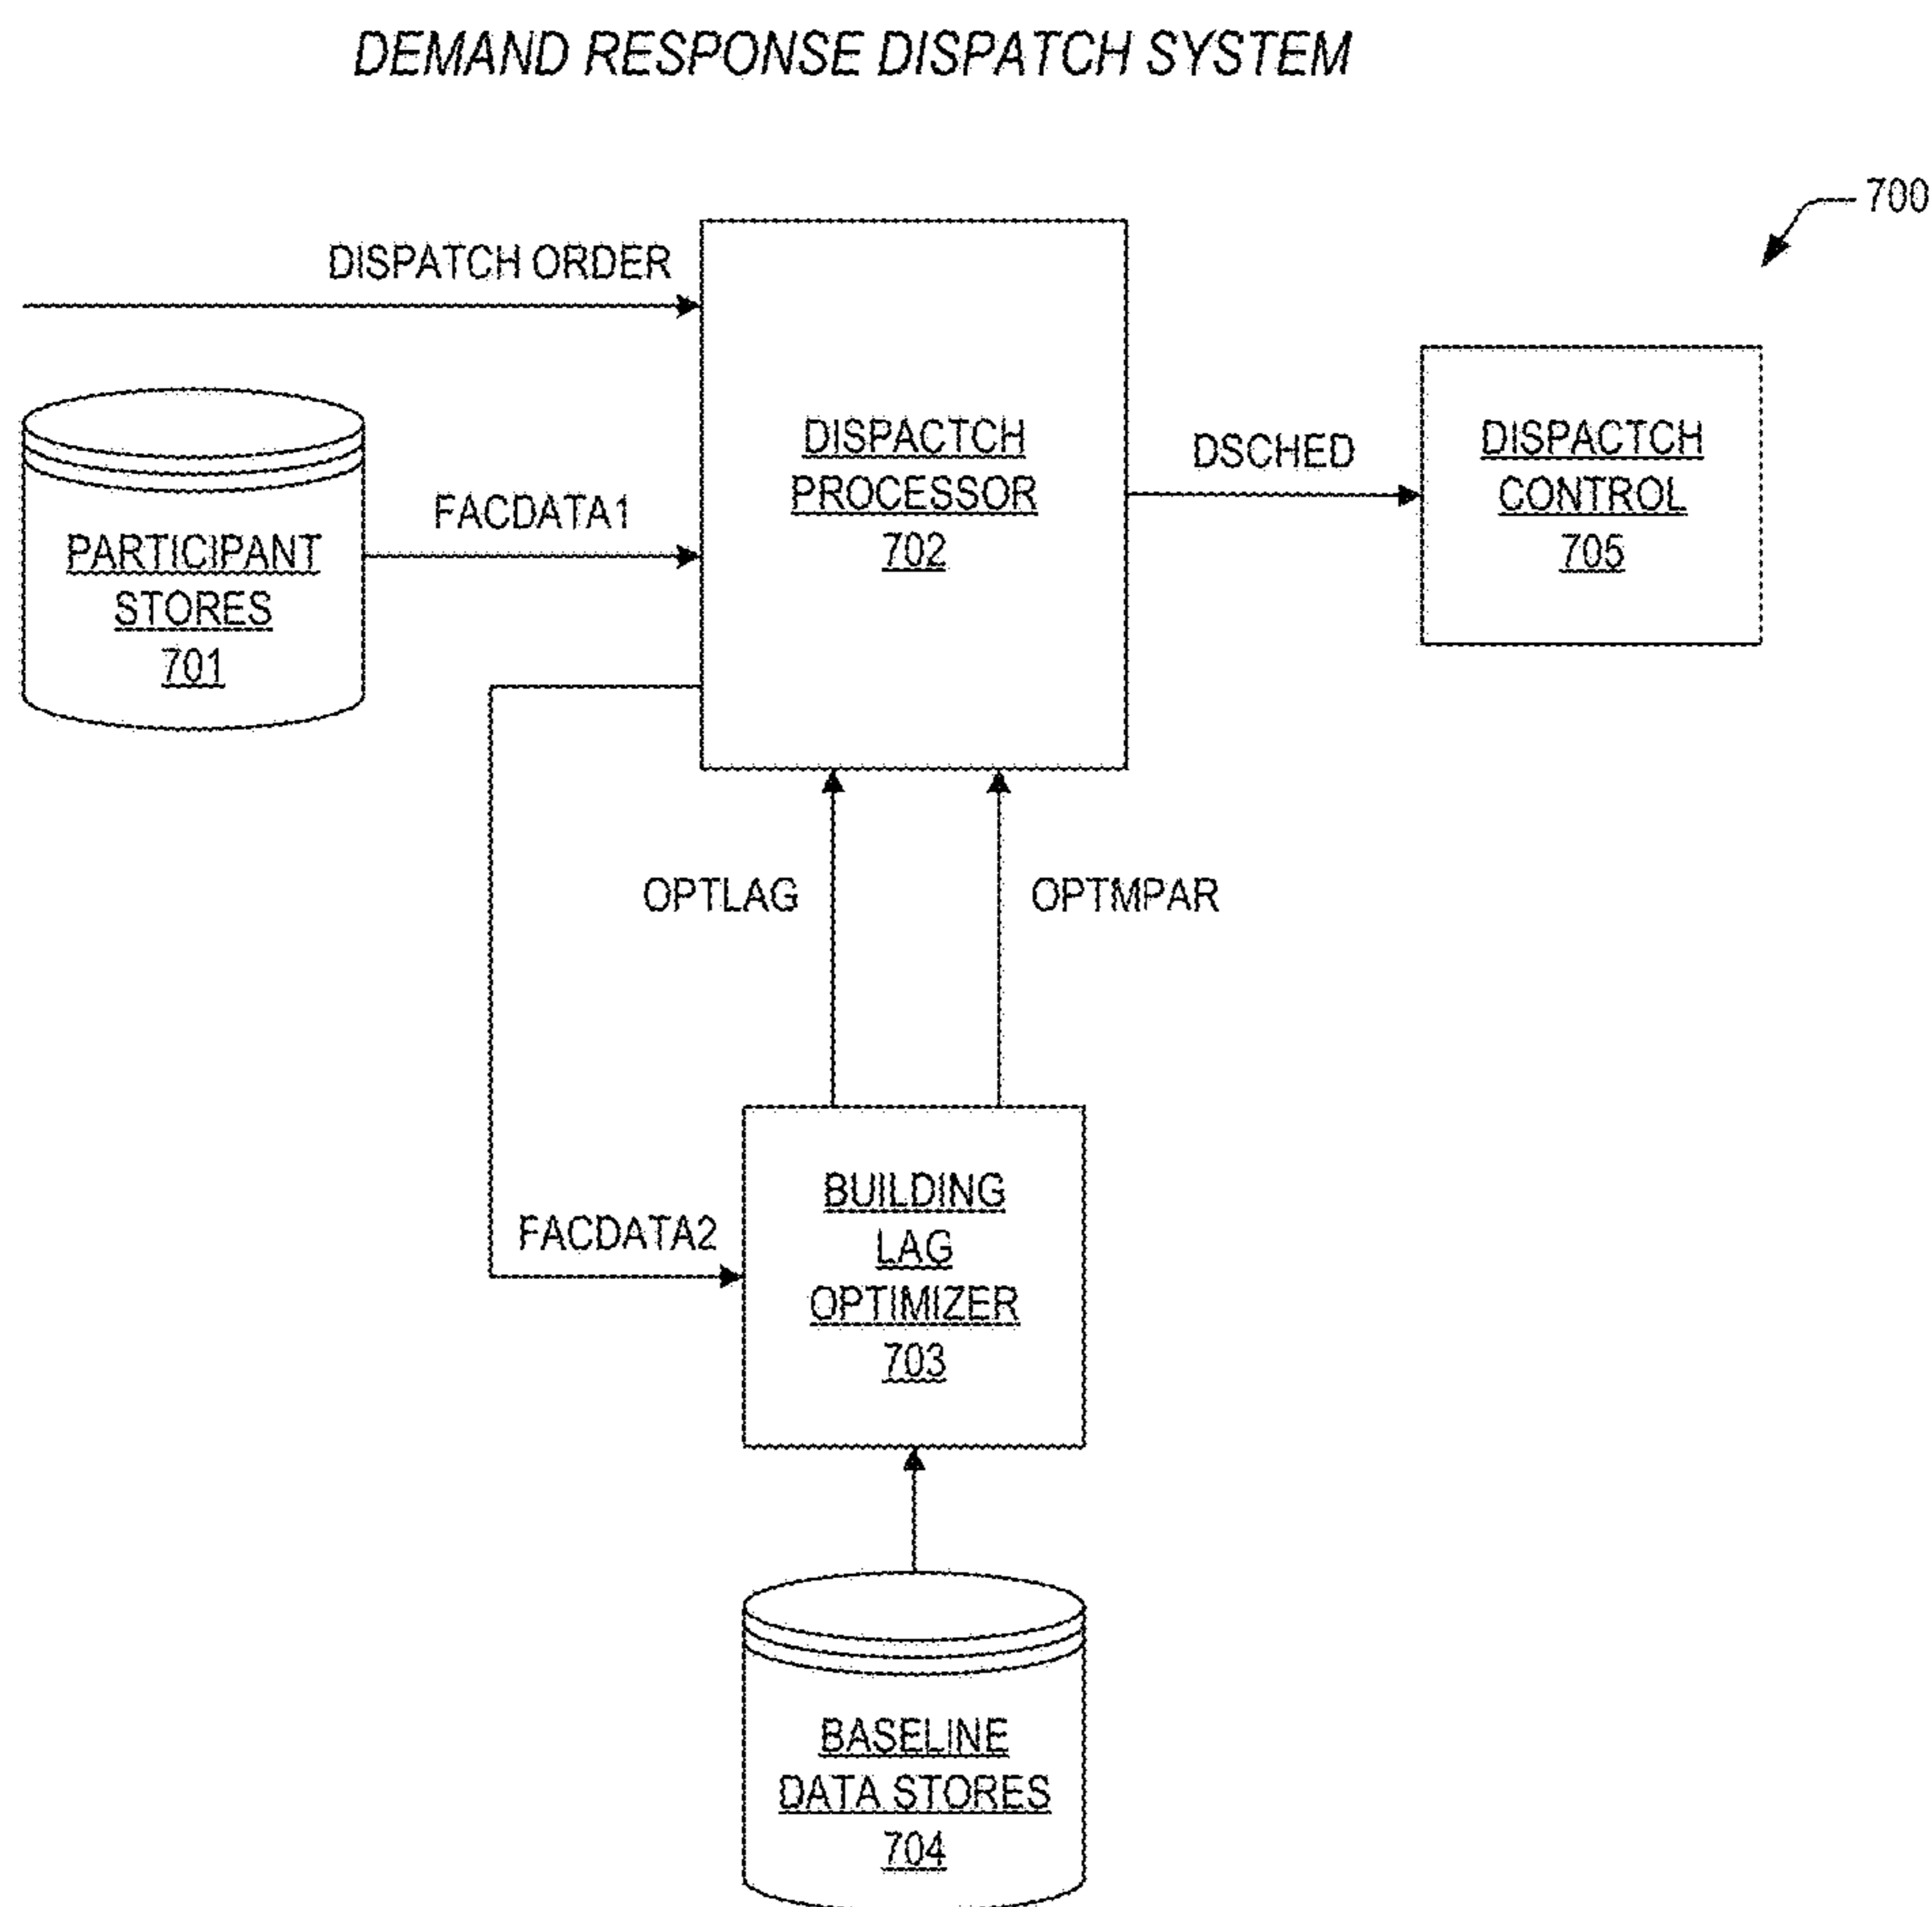 DEMAND RESPONSE DISPATCH SYSTEM
700
DISPATCH ORDER
PARTICIPANT
STORES
701
FACDATA1
DISPACTCH
PROCESSOR
702
DSCHED
DISPACTCH
CONTROL
705
OPTLAG
OPTMPAR
FACDATA2
BUILDING
LAG
OPTIMIZER
703
BASELINE
DATA STORES
704